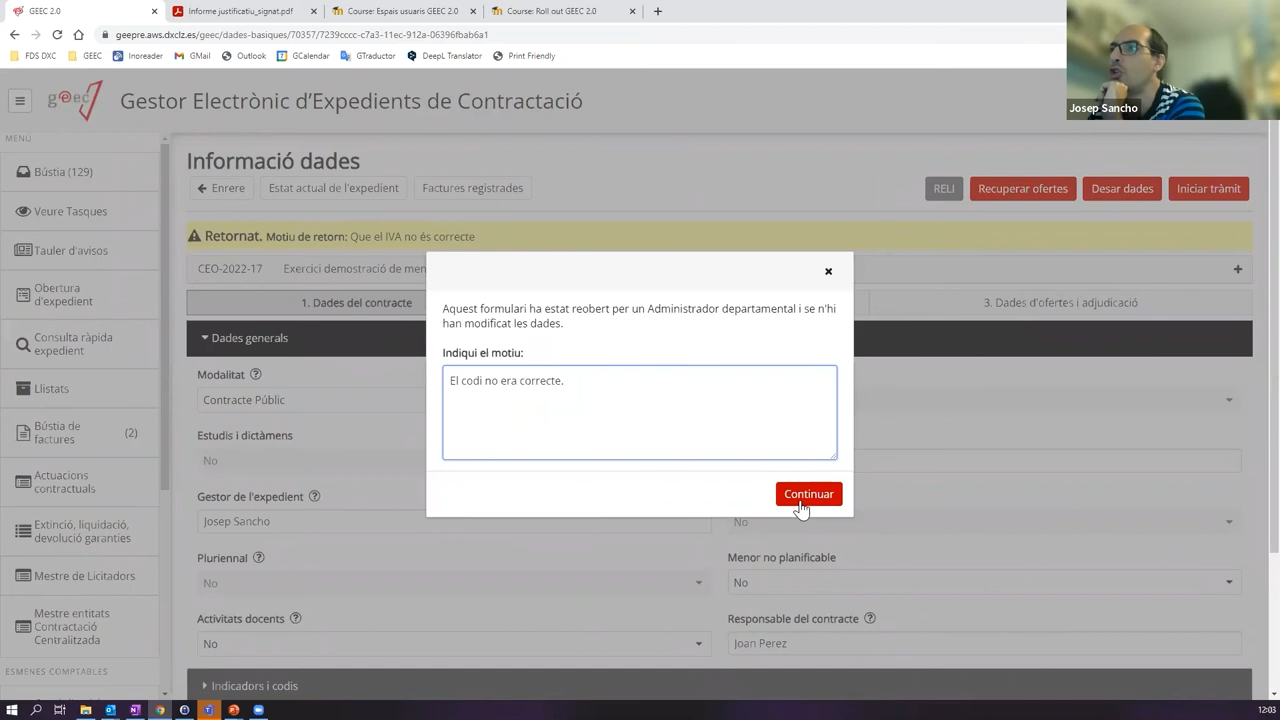 GEEC 2.0
Informe justificatiu_signat.pdf
Course: Espais usuaris GEEC 2.0
Course: Roll out GEEC 2.0
geepre.aws.dxclz.es/geec/dades-basiques/70357/7239cccc-c7a3-11ec-912a-06396fbab6a1
FDS DXC
GEEC
Inoreader
GMail
Outlook
GCalendar
GTraductor
DeepL Translator
Print Friendly
Josep Sancho
geec
Gestor Electrònic d'Expedients de Contractació
MENÚ
Bústia (129)
Veure Tasques
Tauler d'avisos
Obertura
d'expedient
Consulta ràpida
expedient
Llistats
Bústia de
factures
(2)
Actuacions
contractuals
Extinció, liquidació,
devolució garanties
Mestre de Licitadors
Mestre entitats
Contractació
Centralitzada
ESMENES COMPTABLES
Informació dades
Enrere
Estat actual de l'expedient
Factures registrades
RELI
Recuperar ofertes
Desar dades
Iniciar tràmit
Retornat. Motiu de retorn: Que el IVA no és correcte
CEO-2022-17
Exercici demostració de men
1. Dades del contracte
3. Dades d'ofertes i adjudicació
Dades generals
Modalitat
Contracte Públic
Estudis i dictàmens
No
Gestor de l'expedient
Josep Sancho
No
Pluriennal
No
Menor no planificable
No
Activitats docents
No
Responsable del contracte
Joan Perez
Indicadors i codis
Aquest formulari ha estat reobert per un Administrador departamental i se n'hi
han modificat les dades.
Indiqui el motiu:
El codi no era correcte.
Continuar
12:03